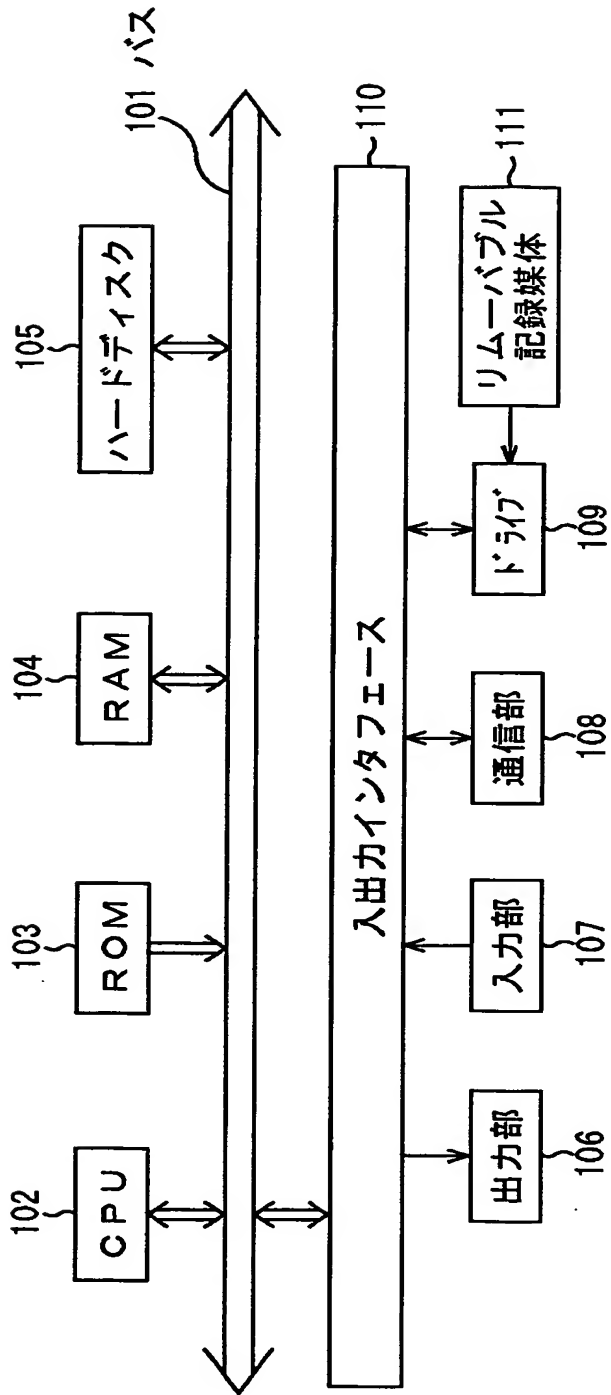 101 バス
102
CPU
103
ROM
104
RAM
105
ハードディスク
110
入出力インタフェース
出力部
106
入力部
107
通信部
108
ドライブ
109
リムーバブル
記録媒体
111